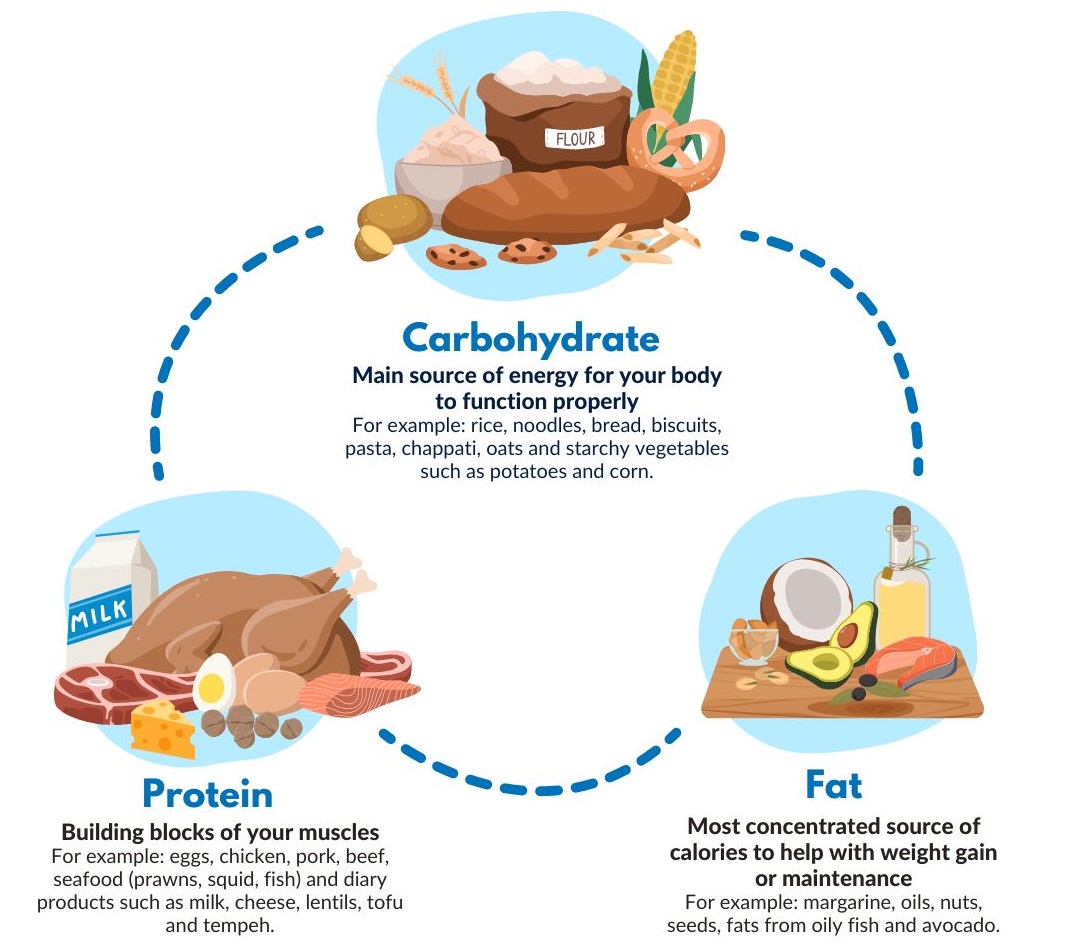 FLOUR
Carbohydrate
Main source of energy for your body
to function properly
For example: rice, noodles, bread, biscuits,
pasta, chappati, oats and starchy vegetables
such as potatoes and corn.
MILK
Protein
Building blocks of your muscles
For example: eggs, chicken, pork, beef,
seafood (prawns, squid, fish) and diary
products such as milk, cheese, lentils, tofu
and tempeh.
Fat
Most concentrated source of
calories to help with weight gain
or maintenance
For example: margarine, oils, nuts,
seeds, fats from oily fish and avocado.